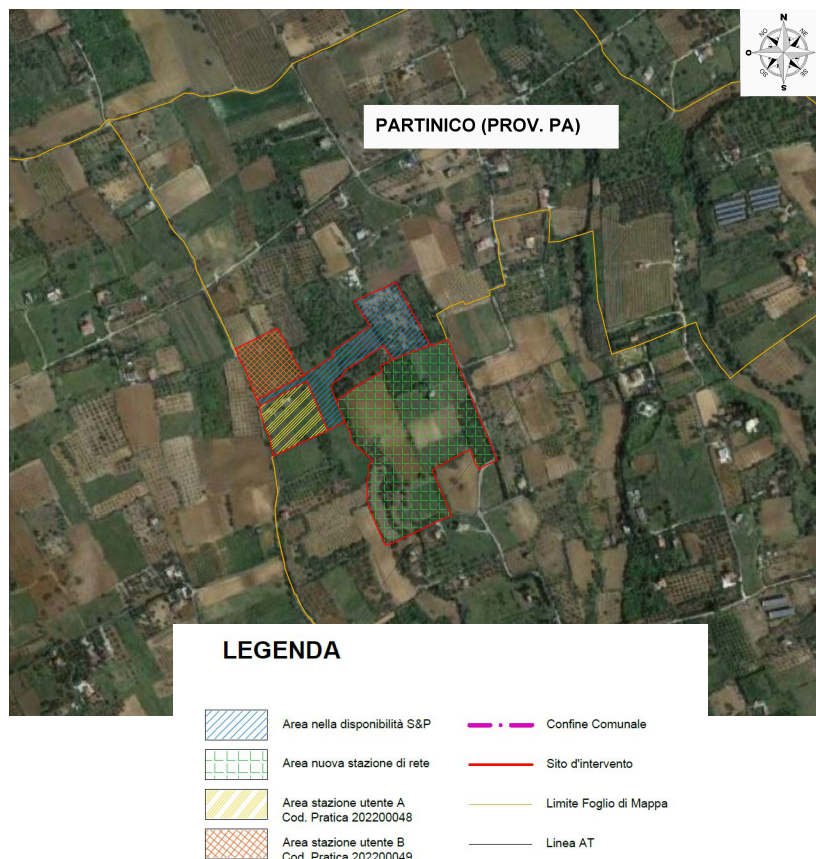 N
NO
NE
O
SO
SE
S
PARTINICO (PROV. PA)
LEGENDA
Area nella disponibilità S&P
Area nuova stazione di rete
Area stazione utente A
Cod. Pratica 202200048
Area stazione utente B
Cod. Pratica 202200049
Confine Comunale
Sito d'intervento
Limite Foglio di Mappa
Linea AT